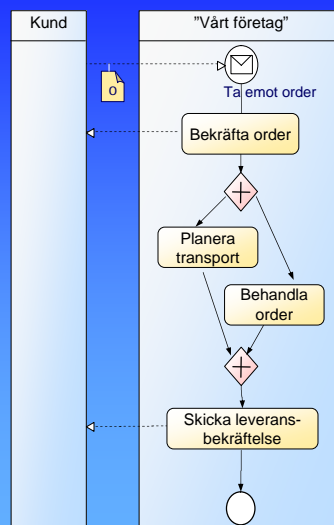 Kund
”Vårt företag”
o
Ta emot order
Bekräfta order
Planera
transport
Behandla
order
Skicka leverans-
bekräftelse